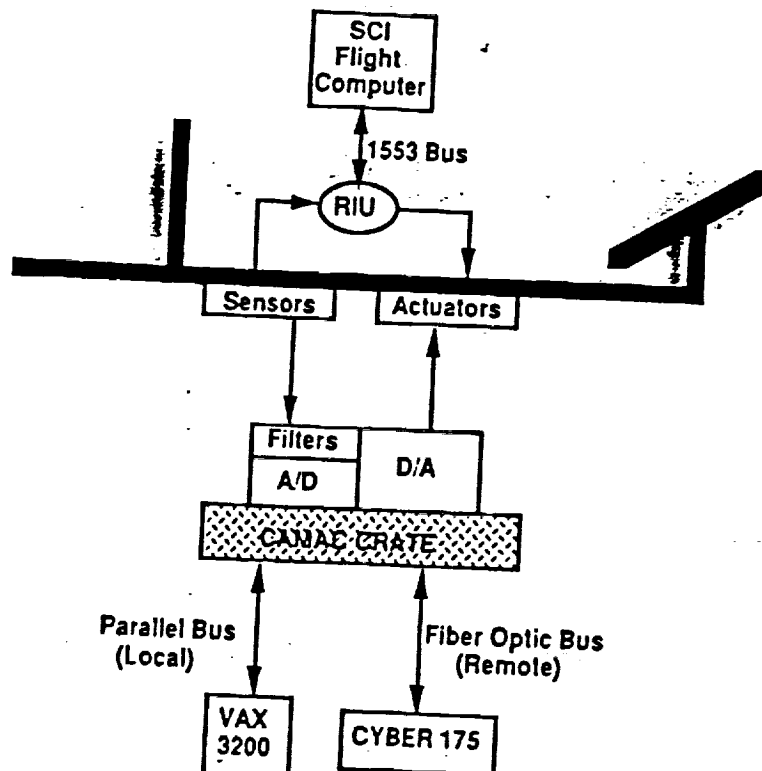 SCI
Flight
Computer
1553 Bus
RIU
Sensors
Actuators
Filters
A/D
D/A
CAMAC CRATE
Parallel Bus
(Local)
Fiber Optic Bus
(Remote)
VAX
3200
CYBER 175